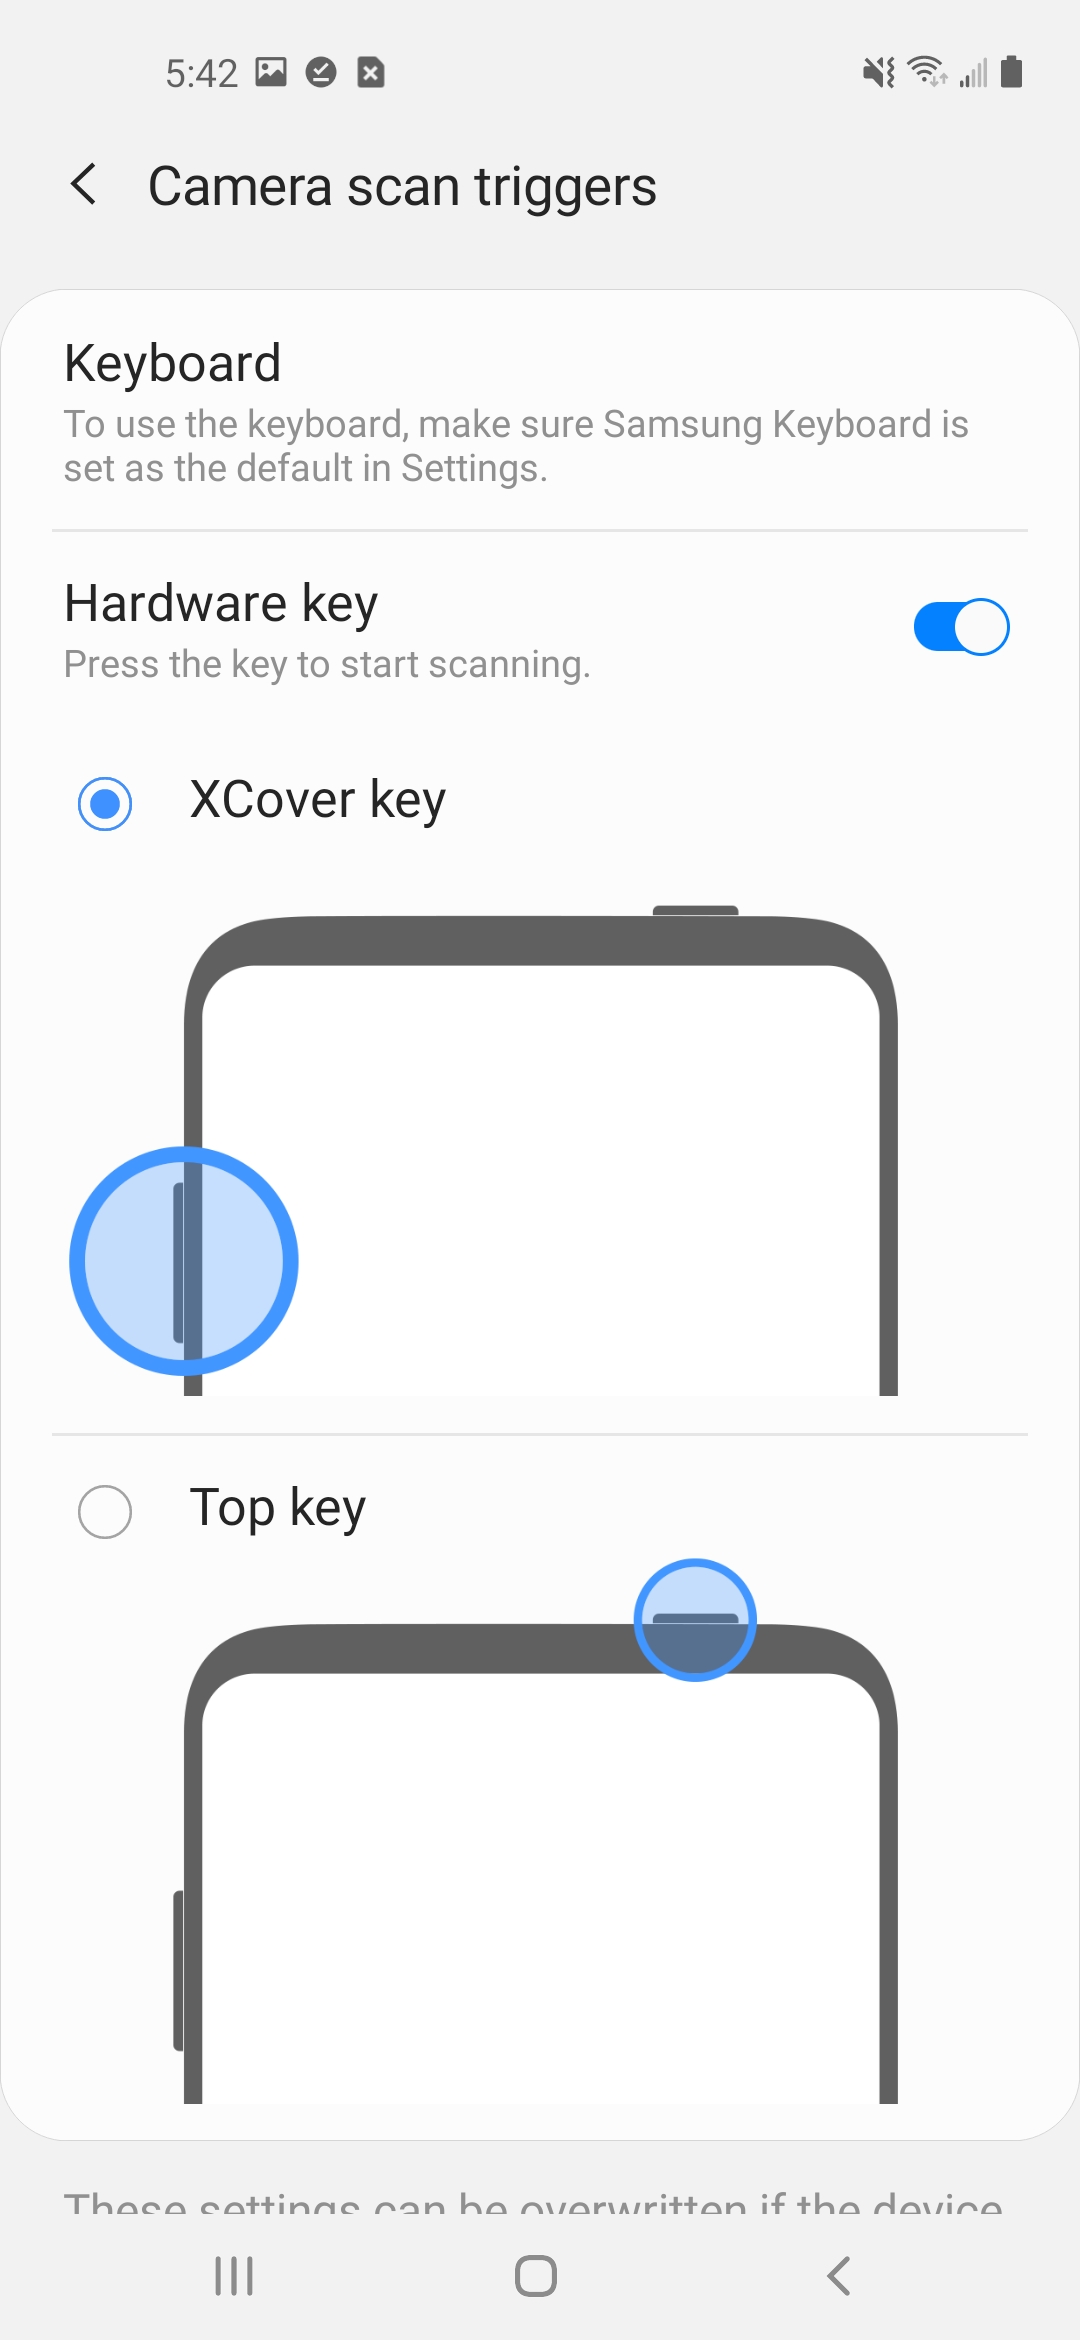 5:42
Camera scan triggers
Keyboard
To use the keyboard, make sure Samsung Keyboard is
set as the default in Settings.
Hardware key
Press the key to start scanning.
XCover key
Top key
These settings can be overwritten if the device